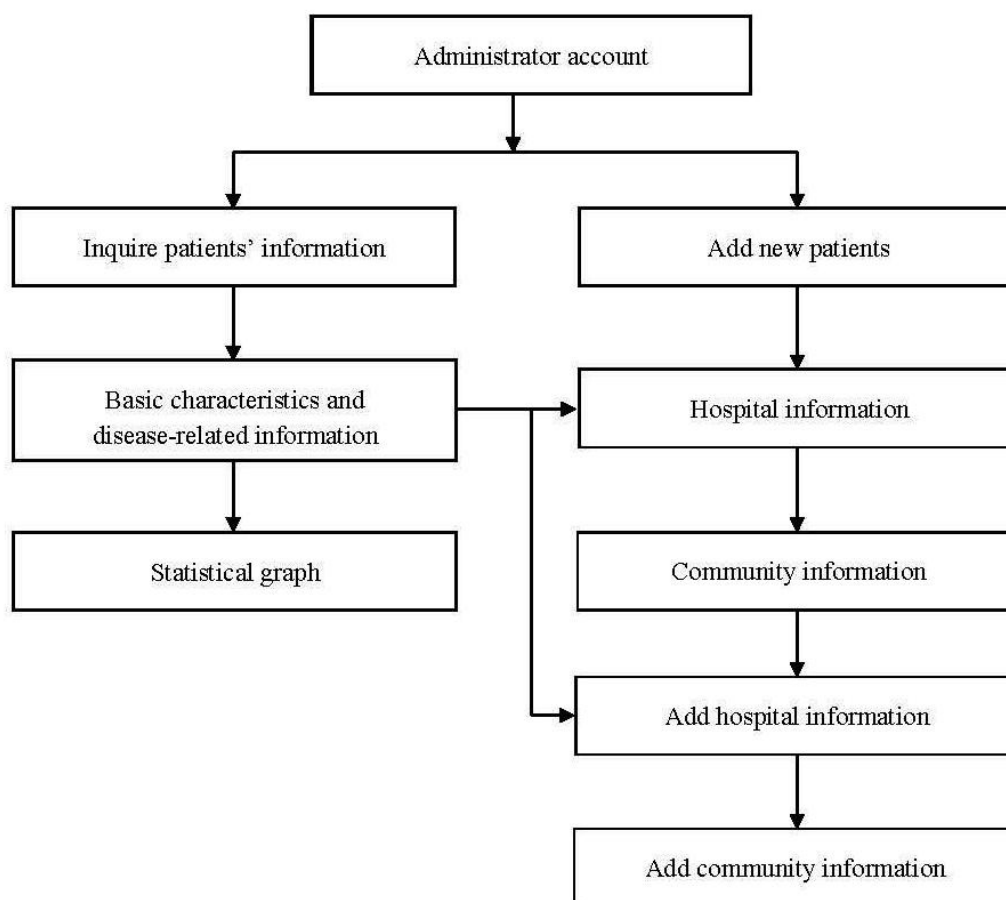 Administrator account
Inquire patients’ information
Add new patients
Basic characteristics and
disease-related information
Hospital information
Statistical graph
Community information
Add hospital information
Add community information